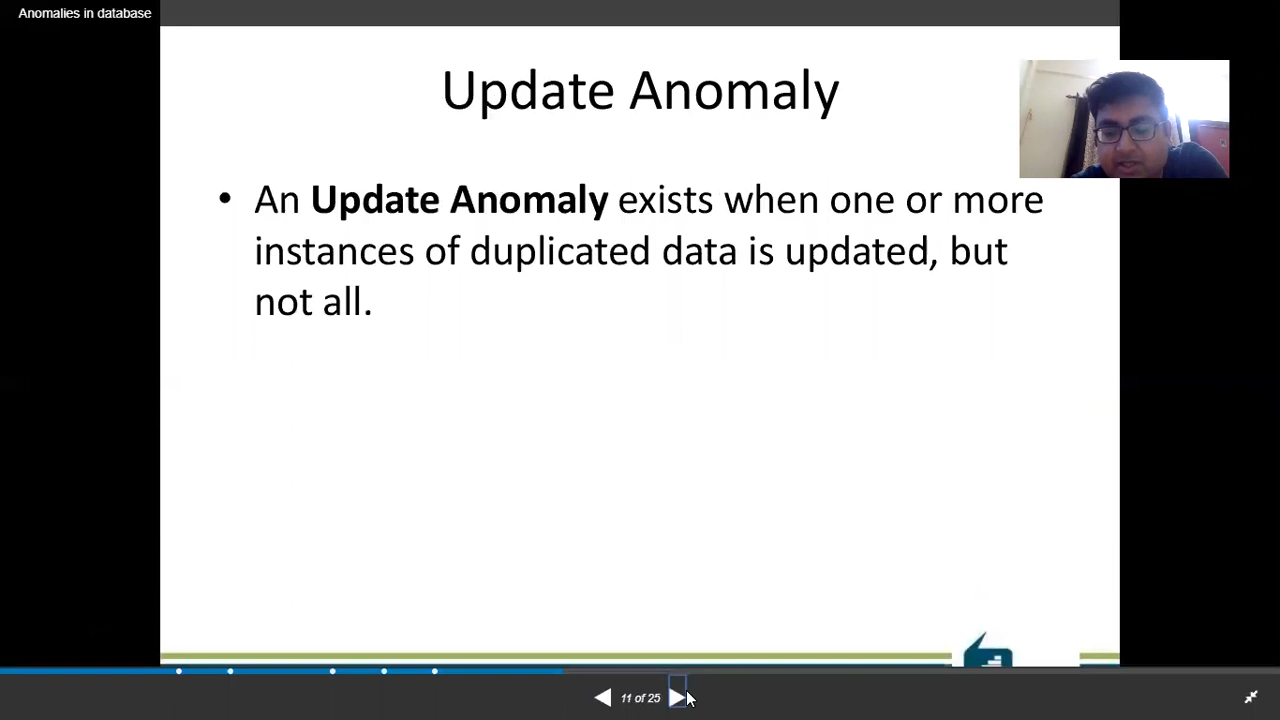 Anomalies in database
Update Anomaly
• An Update Anomaly exists when one or more
instances of duplicated data is updated, but
not all.
11 of 25